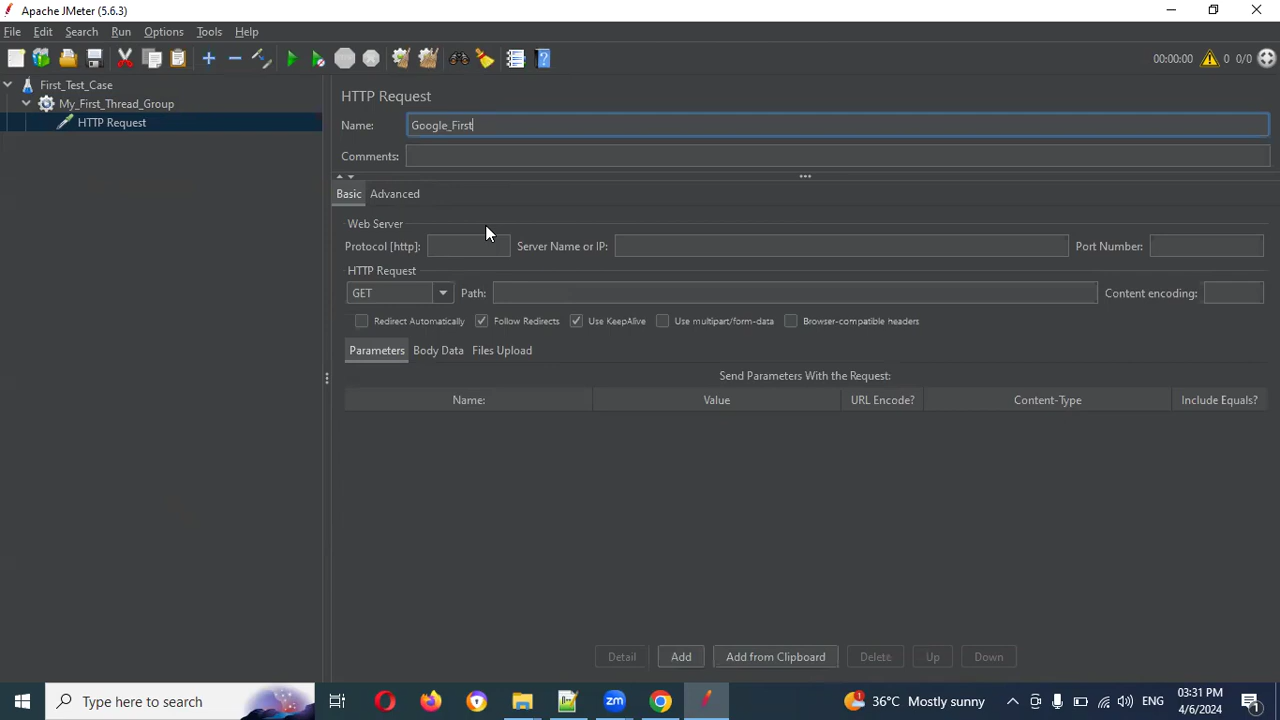 Apache JMeter (5.6.3)
File Edit Search Run Options Tools Help
00:00:00 0 0/0
First_Test_Case
My_First_Thread_Group
HTTP Request
HTTP Request
Name: Google_First
Comments:
Basic Advanced
Web Server
Protocol [http]: Server Name or IP: Port Number:
HTTP Request
GET Path: Content encoding:
Redirect Automatically Follow Redirects Use KeepAlive Use multipart/form-data Browser-compatible headers
Parameters Body Data Files Upload
Send Parameters With the Request:
Name: Value URL Encode? Content-Type Include Equals?
Detail Add Add from Clipboard Delete Up Down
Type here to search
1 36°C Mostly sunny ENG 03:31 PM
4/6/2024 1